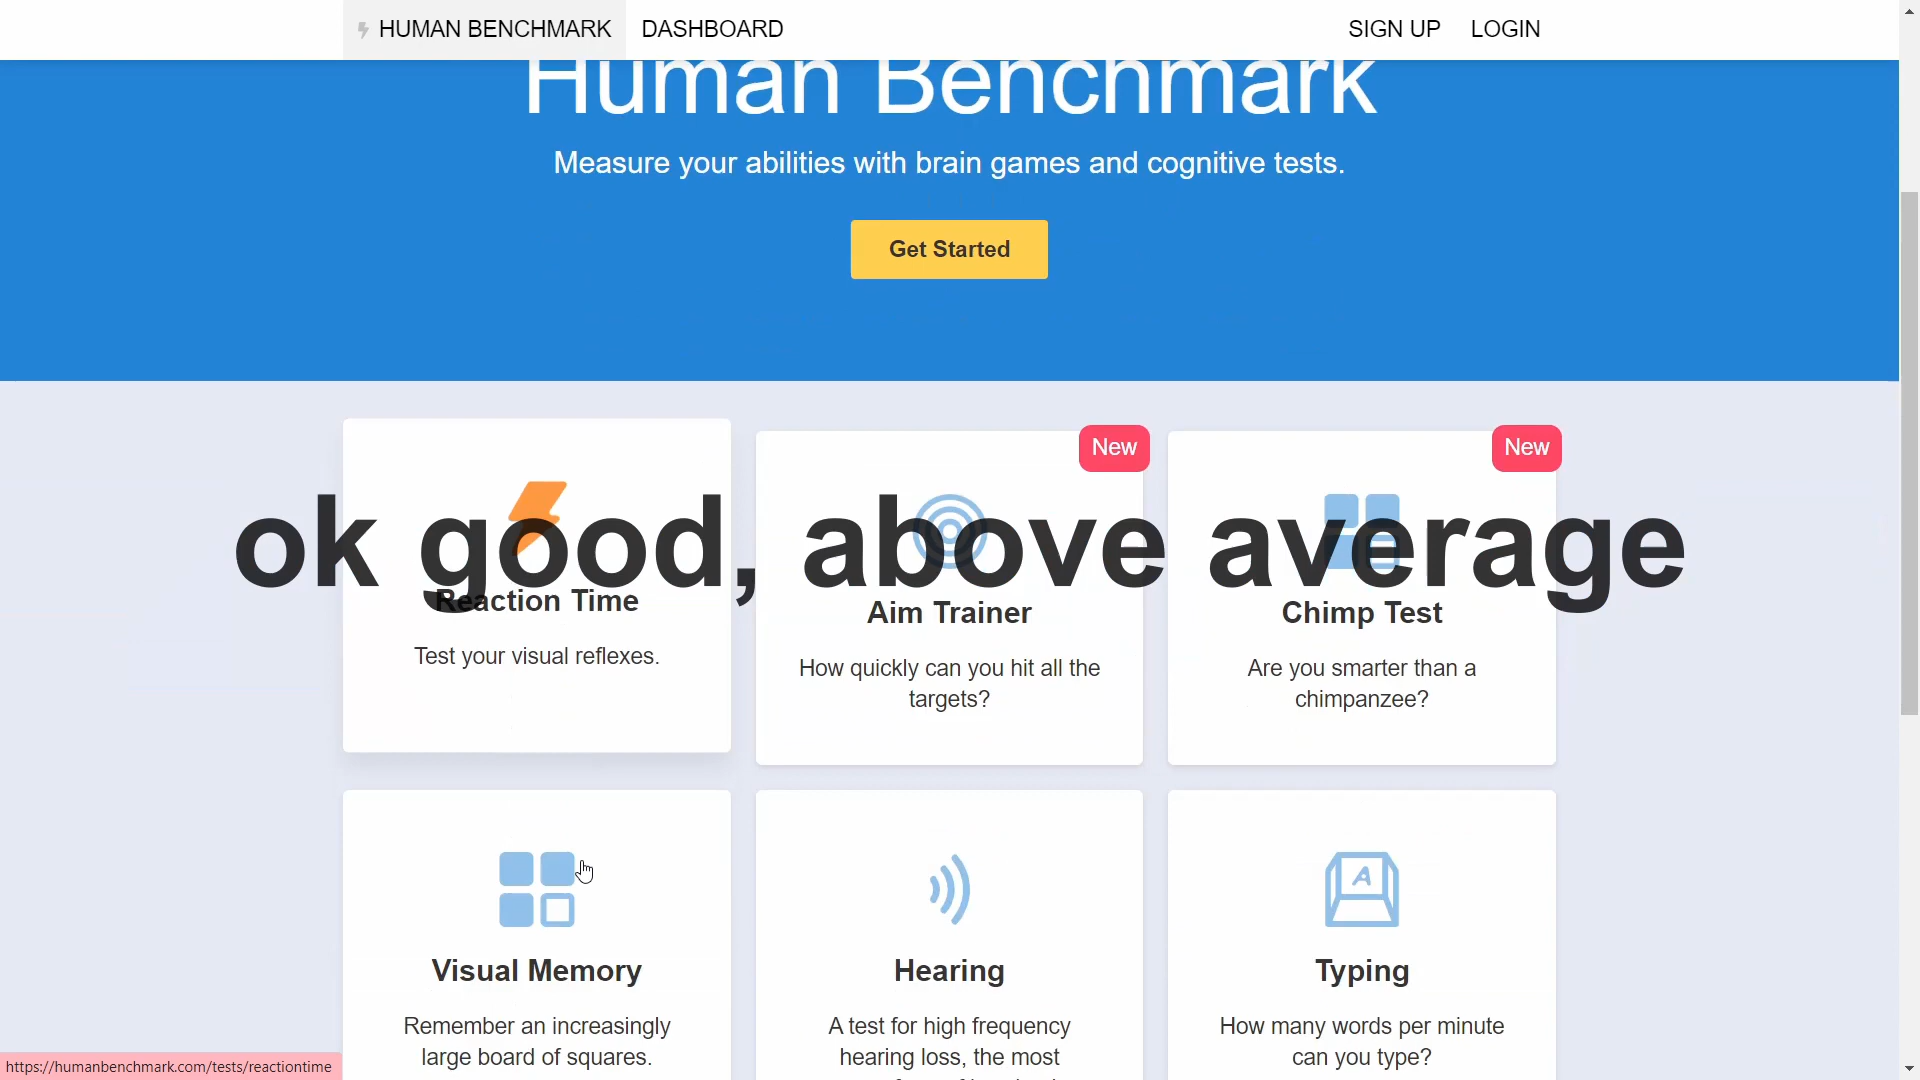 HUMAN BENCHMARK
DASHBOARD
SIGN UP
LOGIN
Human Benchmark
Measure your abilities with brain games and cognitive tests.
Get Started
New
New
ok good, above average
Reaction Time
Test your visual reflexes.
Aim Trainer
How quickly can you hit all the
targets?
Chimp Test
Are you smarter than a
chimpanzee?
A
Visual Memory
Remember an increasingly
large board of squares.
Hearing
A test for high frequency
hearing loss, the most
Typing
How many words per minute
can you type?
https://humanbenchmark.com/tests/reactiontime